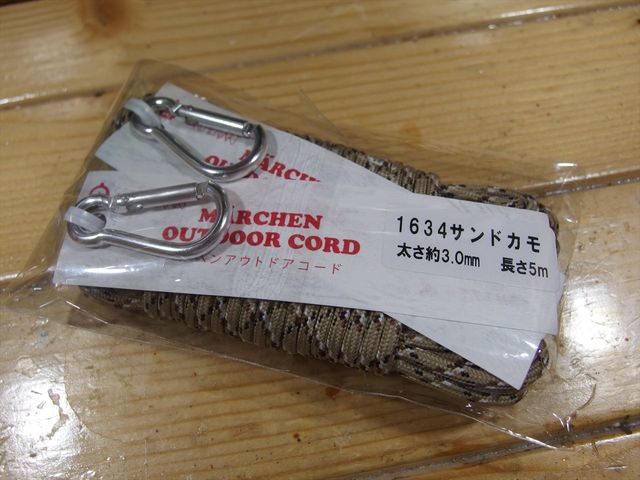 MÄRCHEN
OUTDOOR CORD
ンアウトドアコード
1634サンドカモ
太さ約3.0mm 長さ5m